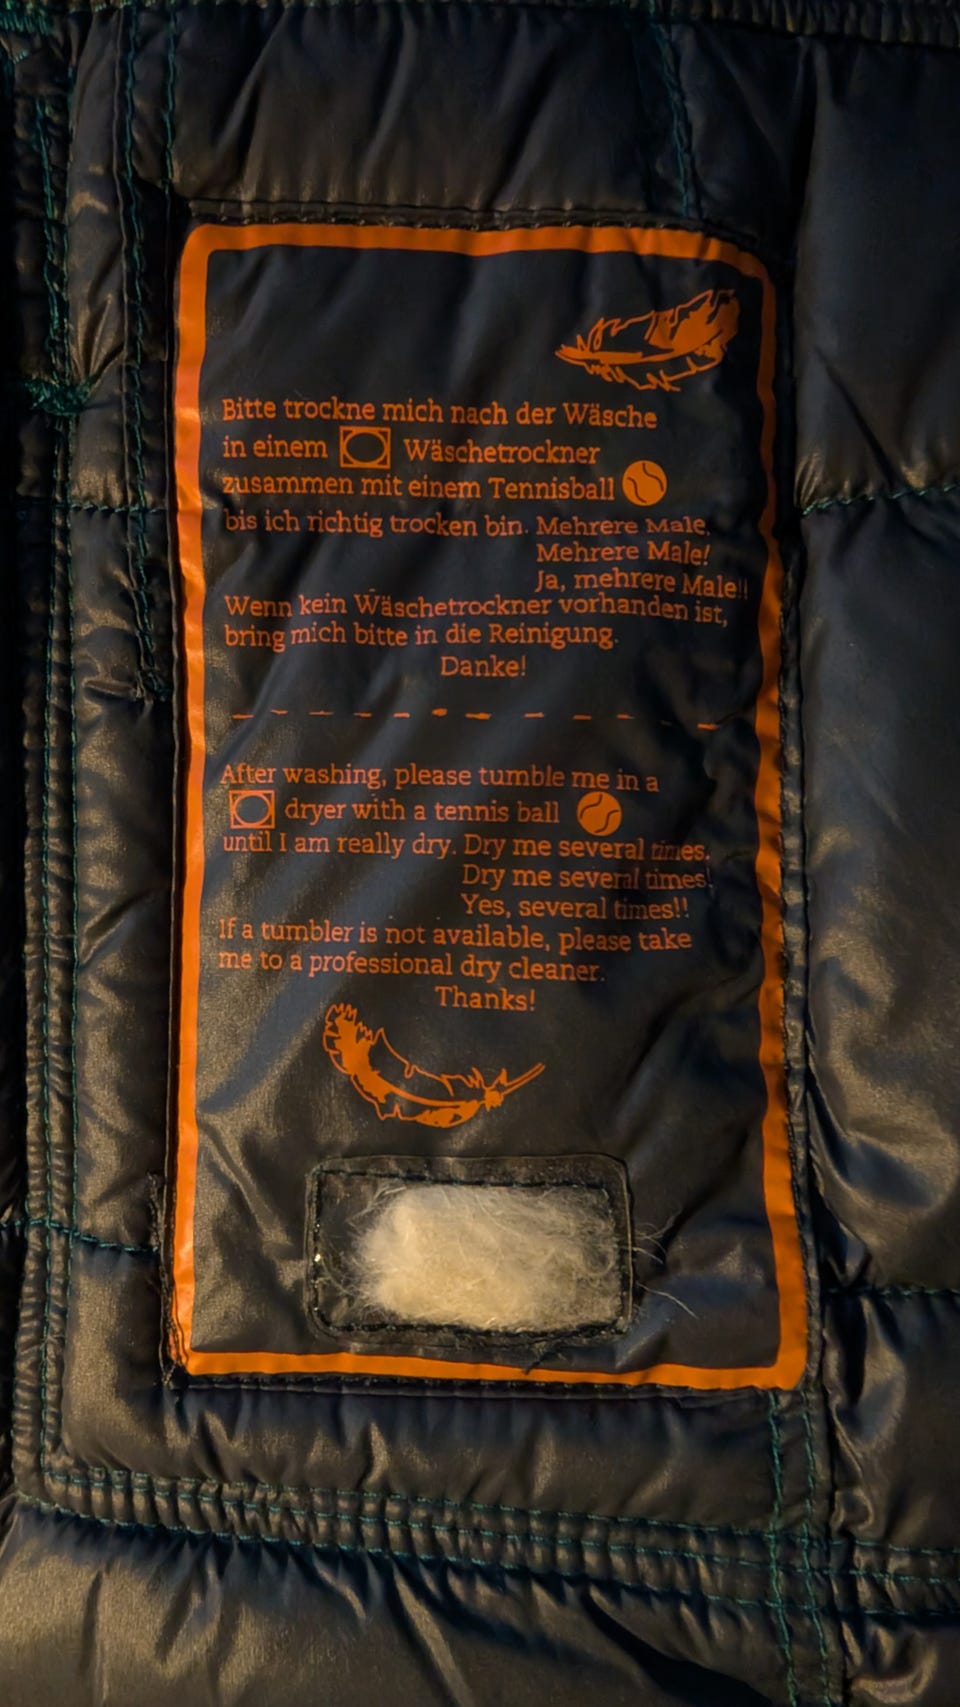 Bitte trockne mich nach der Wäsche
in einem Wäschetrockner
zusammen mit einem Tennisball
bis ich richtig trocken bin. Mehrere Male.
Mehrere Male!
Ja, mehrere Male!!
Wenn kein Wäschetrockner vorhanden ist,
bring mich bitte in die Reinigung.
Danke!
After washing, please tumble me in a
dryer with a tennis ball
until I am really dry. Dry me several times.
Dry me several times!
Yes, several times!!
If a tumbler is not available, please take
me to a professional dry cleaner.
Thanks!